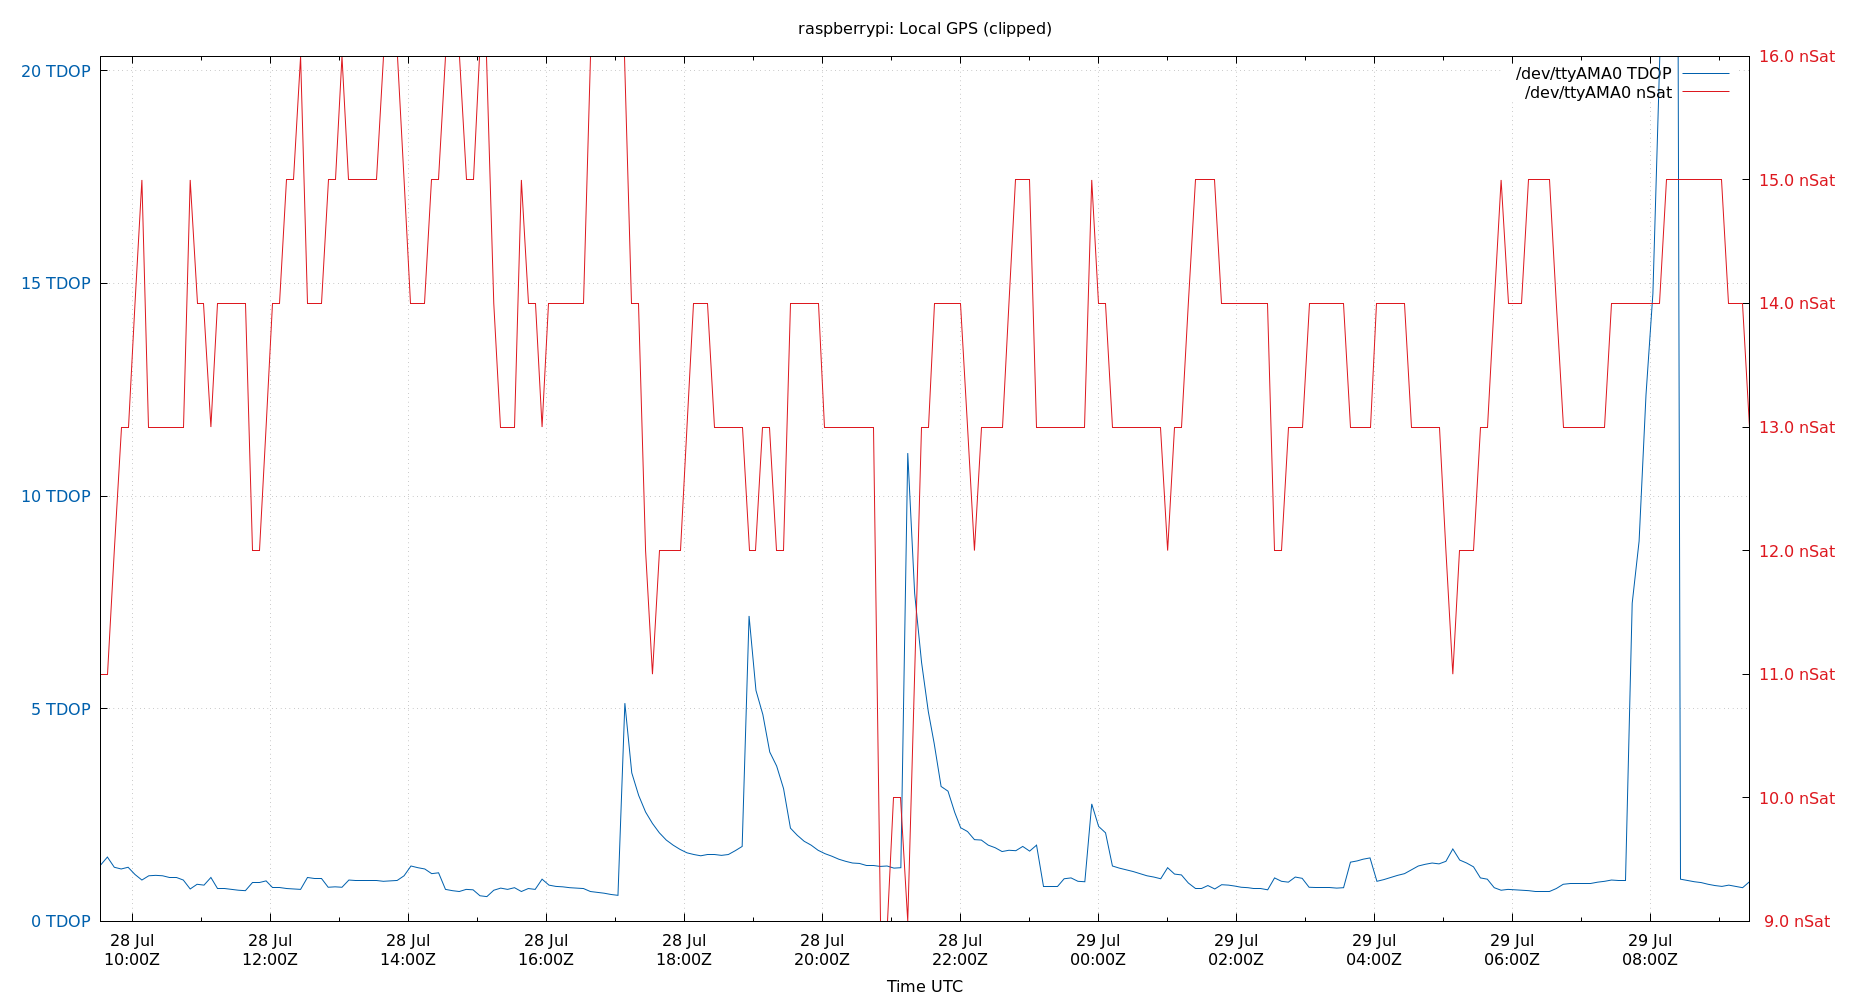 raspberrypi: Local GPS (clipped)
20 TDOP
15 TDOP
10 TDOP
5 TDOP
0 TDOP
16.0 nSat
15.0 nSat
14.0 nSat
13.0 nSat
12.0 nSat
11.0 nSat
10.0 nSat
9.0 nSat
/dev/ttyAMA0 TDOP
/dev/ttyAMA0 nSat
28 Jul 28 Jul 28 Jul 28 Jul 28 Jul 28 Jul 28 Jul 29 Jul 29 Jul 29 Jul 29 Jul 29 Jul
10:00Z 12:00Z 14:00Z 16:00Z 18:00Z 20:00Z 22:00Z 00:00Z 02:00Z 04:00Z 06:00Z 08:00Z
Time UTC